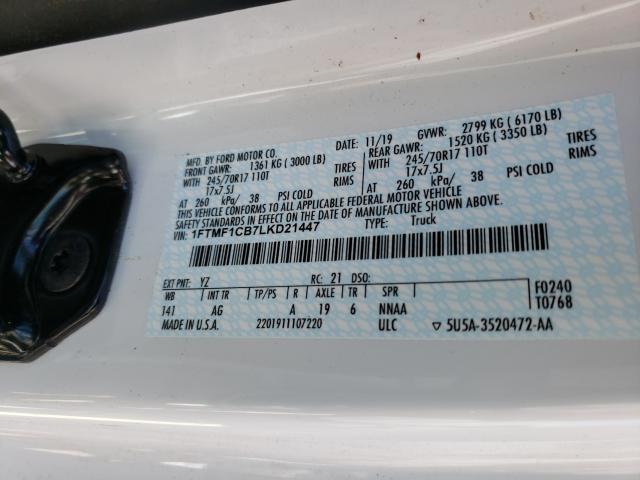 MFD. BY FORD MOTOR CO.
DATE: 11/19 GVWR: 2799 KG ( 6170 LB)
FRONT GAWR: 1361 KG ( 3000 LB)
REAR GAWR: 1520 KG ( 3350 LB)
WITH 245/70R17 110T TIRES
WITH 245/70R17 110T TIRES
17x7.5J RIMS
17x7.5J RIMS
AT 260 kPa/ 38 PSI COLD
AT 260 kPa/ 38 PSI COLD
THIS VEHICLE CONFORMS TO ALL APPLICABLE FEDERAL MOTOR VEHICLE
SAFETY STANDARDS IN EFFECT ON THE DATE OF MANUFACTURE SHOWN ABOVE.
VIN: 1FTMF1CB7LKD21447
TYPE: Truck
EXT PNT: YZ RC: 21 DSO: F0240
WB INT TR TP/PS R AXLE TR SPR T0768
141 AG A 19 6 NNAA
MADE IN U.S.A. 2201911107220 ULC ▽ 5U5A-3520472-AA